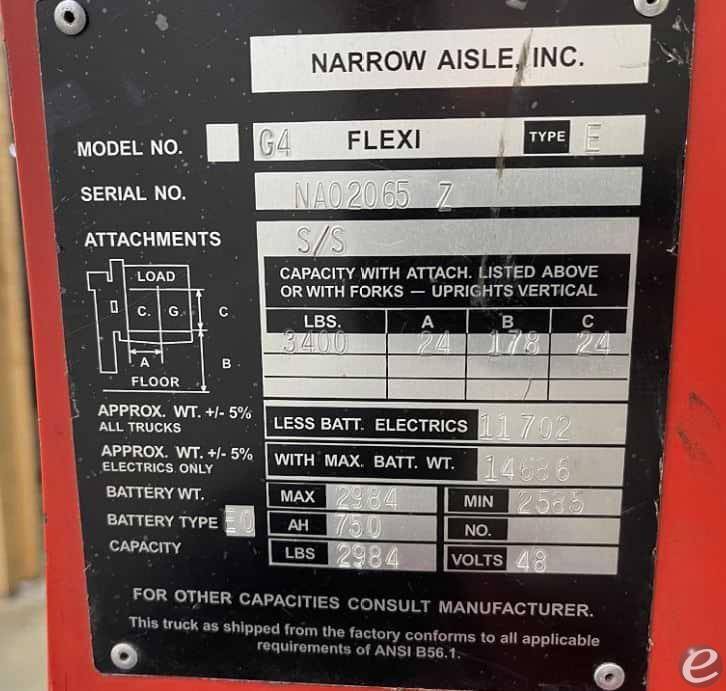 NARROW AISLE, INC.
MODEL NO. G4 FLEXI TYPE E
SERIAL NO. NA02065 Z
ATTACHMENTS S/S
CAPACITY WITH ATTACH. LISTED ABOVE
OR WITH FORKS — UPRIGHTS VERTICAL
LOAD
C. G. C
A B
FLOOR
LBS. A B C
3400 24 178 24
APPROX. WT. +/- 5%
ALL TRUCKS
LESS BATT. ELECTRICS 11702
APPROX. WT. +/- 5%
ELECTRICS ONLY
WITH MAX. BATT. WT. 14686
BATTERY WT. MAX 2984 MIN 2585
BATTERY TYPE EO AH 750 NO.
CAPACITY LBS 2984 VOLTS 48
FOR OTHER CAPACITIES CONSULT MANUFACTURER.
This truck as shipped from the factory conforms to all applicable
requirements of ANSI B56.1.
e